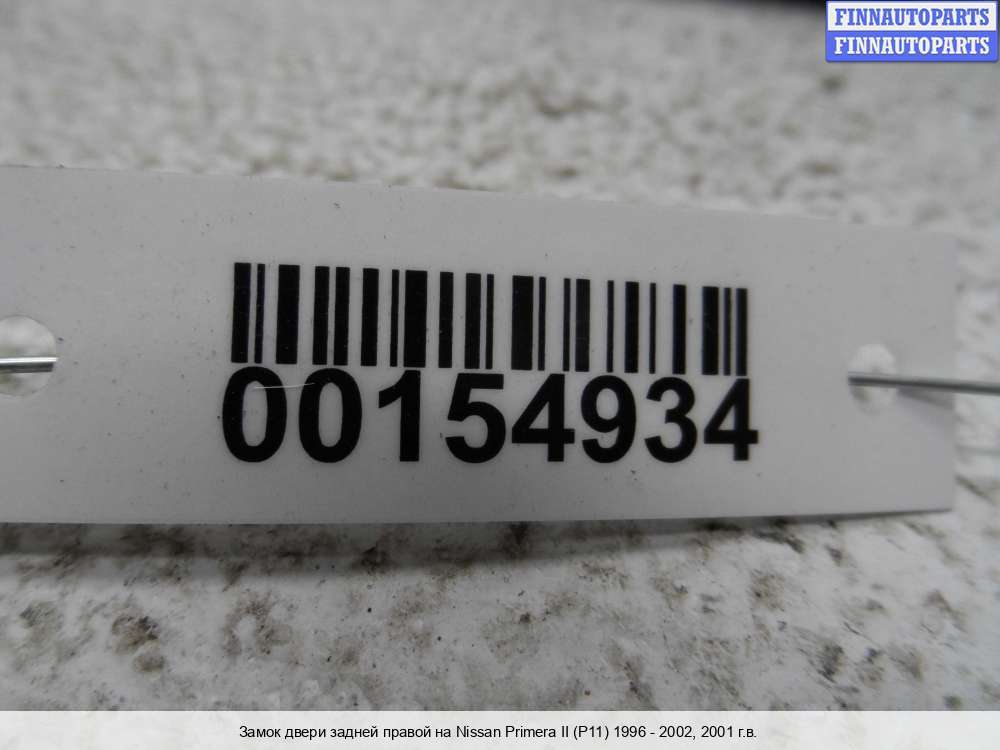 FINNAUTOPARTS
FINNAUTOPARTS
00154934
Замок двери задней правой на Nissan Primera II (P11) 1996 - 2002, 2001 г.в.